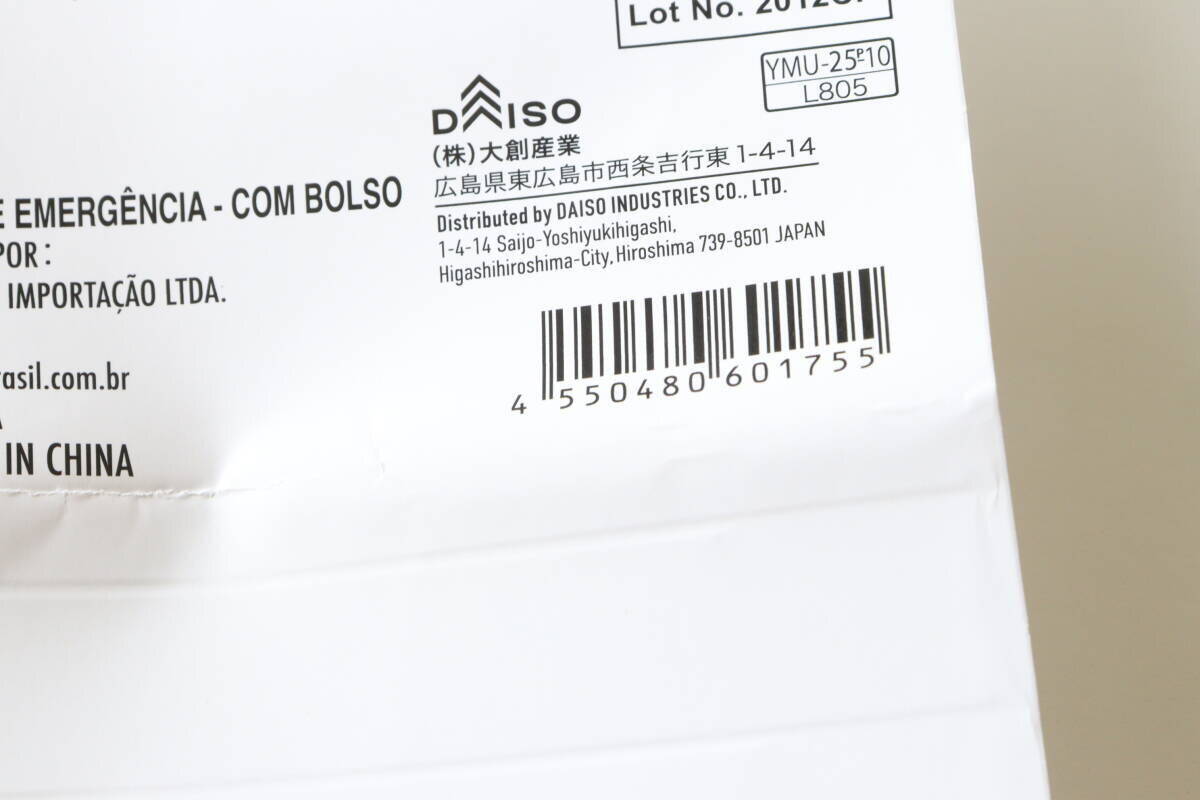 Lot No.
YMU-25P10
L805
DAISO
(株)大創産業
広島県東広島市西条吉行東 1-4-14
Distributed by DAISO INDUSTRIES CO., LTD.
1-4-14 Saijo-Yoshiyukihigashi,
Higashihiroshima-City, Hiroshima 739-8501 JAPAN
4 550480 601755
E EMERGÊNCIA - COM BOLSO
POR :
IMPORTAÇÃO LTDA.
rasil.com.br
IN CHINA